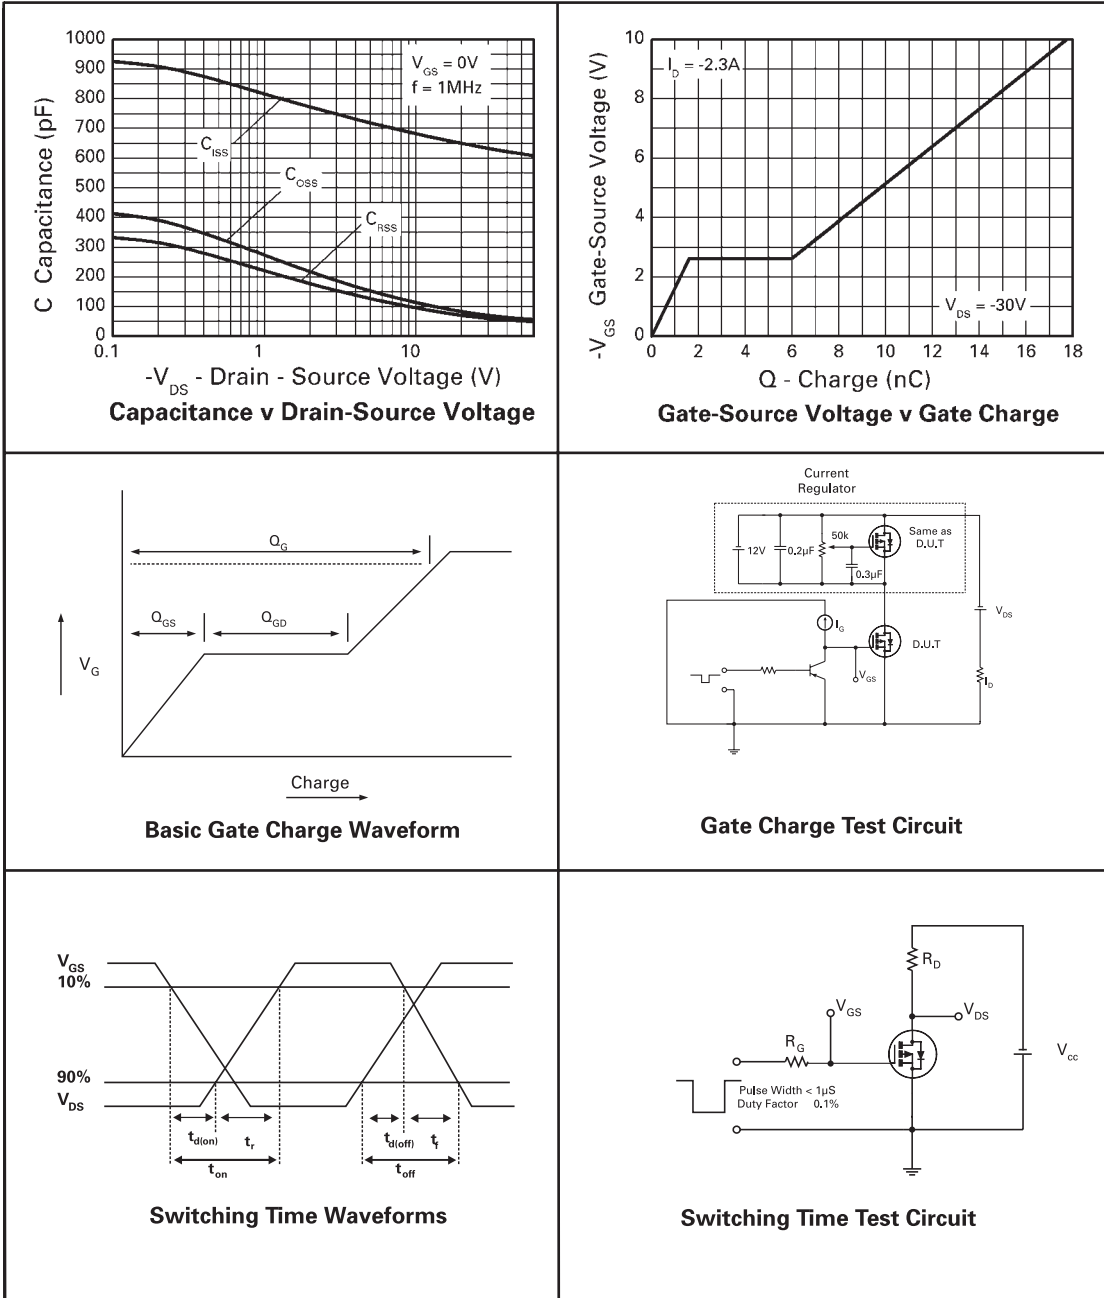 1000
900
800
700
600
500
400
300
200
100
0
C Capacitance (pF)
V_GS = 0V
f = 1MHz
C_ISS
C_OSS
C_RSS
0.1 1 10
-V_DS - Drain - Source Voltage (V)
Capacitance v Drain-Source Voltage
10
8
6
4
2
0
-V_GS Gate-Source Voltage (V)
I_D = -2.3A
V_DS = -30V
0 2 4 6 8 10 12 14 16 18
Q - Charge (nC)
Gate-Source Voltage v Gate Charge
Q_G
Q_GS Q_GD
V_G
Charge
Basic Gate Charge Waveform
Current
Regulator
12V 0.2µF 50k Same as
D.U.T
0.3µF
I_G
D.U.T
V_DS
V_GS
I_D
Gate Charge Test Circuit
V_GS
10%
90%
V_DS
t_d(on) t_r t_d(off) t_f
t_on t_off
Switching Time Waveforms
R_D
V_GS V_DS
R_G V_cc
Pulse Width < 1µS
Duty Factor 0.1%
Switching Time Test Circuit